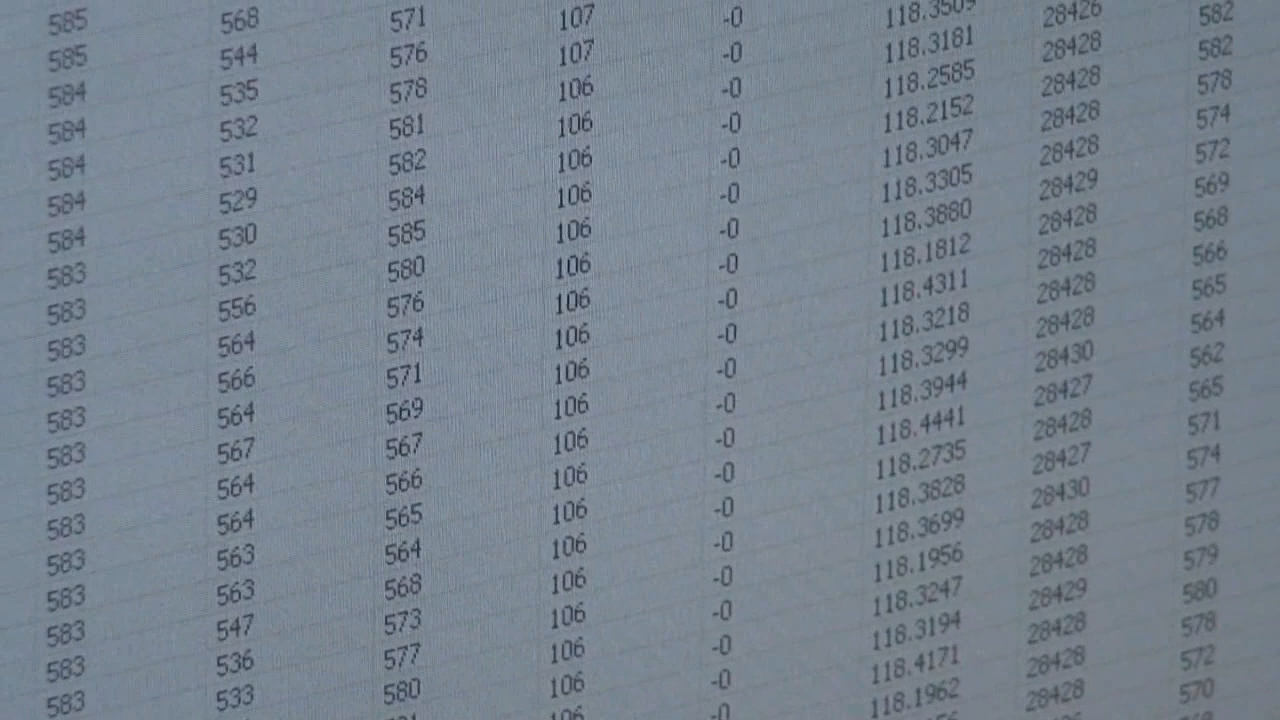 585 568 571 107 -0 118.3509 28426 582
585 544 576 107 -0 118.3181 28428 582
584 535 578 106 -0 118.2585 28428 578
584 532 581 106 -0 118.2152 28428 574
584 531 582 106 -0 118.3047 28428 572
584 529 584 106 -0 118.3305 28429 569
584 530 585 106 -0 118.3880 28428 568
583 532 580 106 -0 118.1812 28428 566
583 556 576 106 -0 118.4311 28428 565
583 564 574 106 -0 118.3218 28428 564
583 566 571 106 -0 118.3299 28430 562
583 564 569 106 -0 118.3944 28427 565
583 567 567 106 -0 118.4441 28428 571
583 564 566 106 -0 118.2735 28427 574
583 564 565 106 -0 118.3828 28430 577
583 563 564 106 -0 118.3699 28428 578
583 563 568 106 -0 118.1956 28428 579
583 547 573 106 -0 118.3247 28429 580
583 536 577 106 -0 118.3194 28428 578
583 533 580 106 -0 118.4171 28428 572
106 -0 118.1962 28428 570